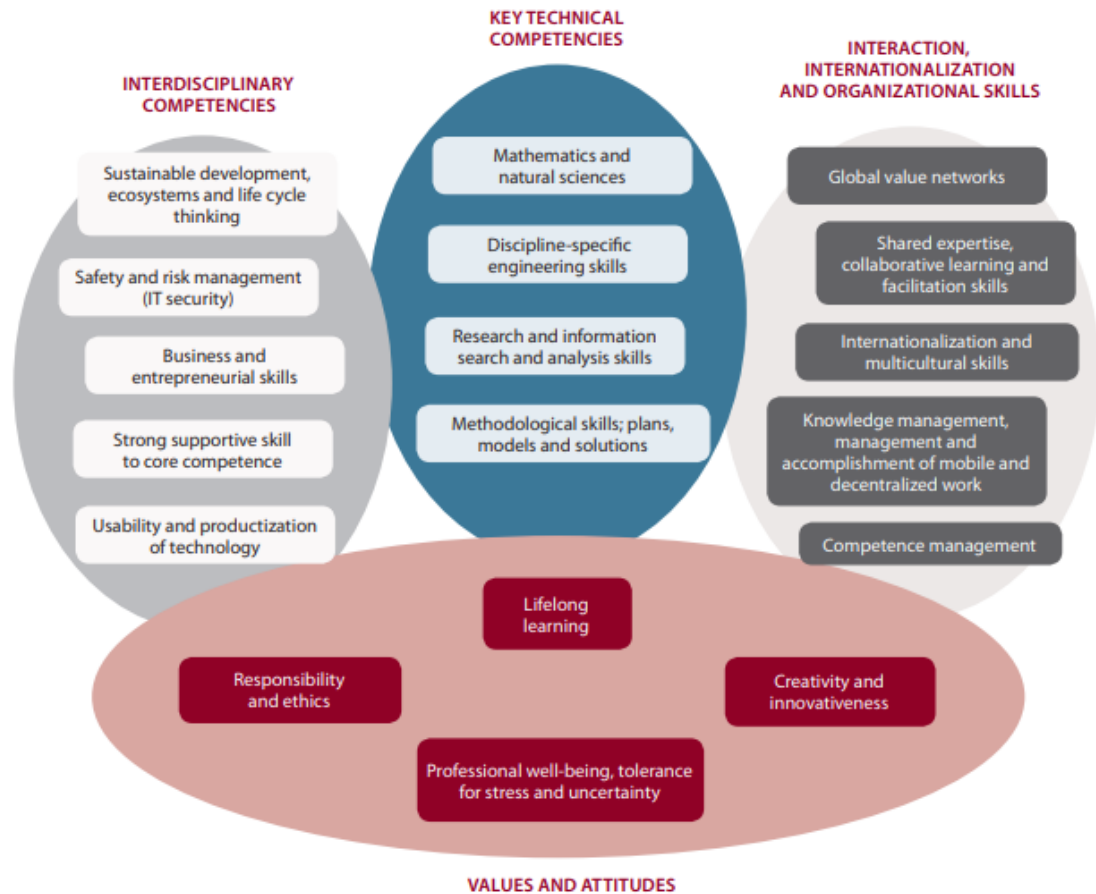 KEY TECHNICAL
COMPETENCIES
INTERDISCIPLINARY
COMPETENCIES
INTERACTION,
INTERNATIONALIZATION
AND ORGANIZATIONAL SKILLS
Sustainable development,
ecosystems and life cycle
thinking
Safety and risk management
(IT security)
Business and
entrepreneurial skills
Strong supportive skill
to core competence
Usability and productization
of technology
Mathematics and
natural sciences
Discipline-specific
engineering skills
Research and information
search and analysis skills
Methodological skills; plans,
models and solutions
Global value networks
Shared expertise,
collaborative learning and
facilitation skills
Internationalization and
multicultural skills
Knowledge management,
management and
accomplishment of mobile and
decentralized work
Competence management
Lifelong
learning
Responsibility
and ethics
Creativity and
innovativeness
Professional well-being, tolerance
for stress and uncertainty
VALUES AND ATTITUDES